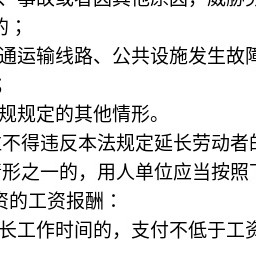 、事故或者因其他原因，威胁
的；
通运输线路、公共设施发生故障
；
规规定的其他情形。
不得违反本法规定延长劳动者的
形之一的，用人单位应当按照下
资的工资报酬：
长工作时间的，支付不低于工资